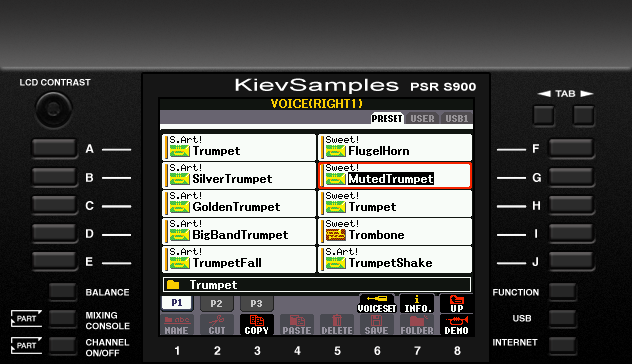 LCD CONTRAST
KievSamples PSR S900
◄ TAB ►
VOICE(RIGHT1)
PRESET USER USB1
S.Art!
Trumpet
Sweet!
FlugelHorn
A
F
S.Art!
SilverTrumpet
Sweet!
MutedTrumpet
B
G
S.Art!
GoldenTrumpet
Sweet!
Trumpet
C
H
S.Art!
BigBandTrumpet
Sweet!
Trombone
D
I
S.Art!
TrumpetFall
S.Art!
TrumpetShake
E
J
Trumpet
BALANCE
FUNCTION
P1 P2 P3 VOICESET INFO. UP
PART
MIXING
CONSOLE
USB
NAME CUT COPY PASTE DELETE SAVE FOLDER DEMO
PART
CHANNEL
ON/OFF
INTERNET
1 2 3 4 5 6 7 8